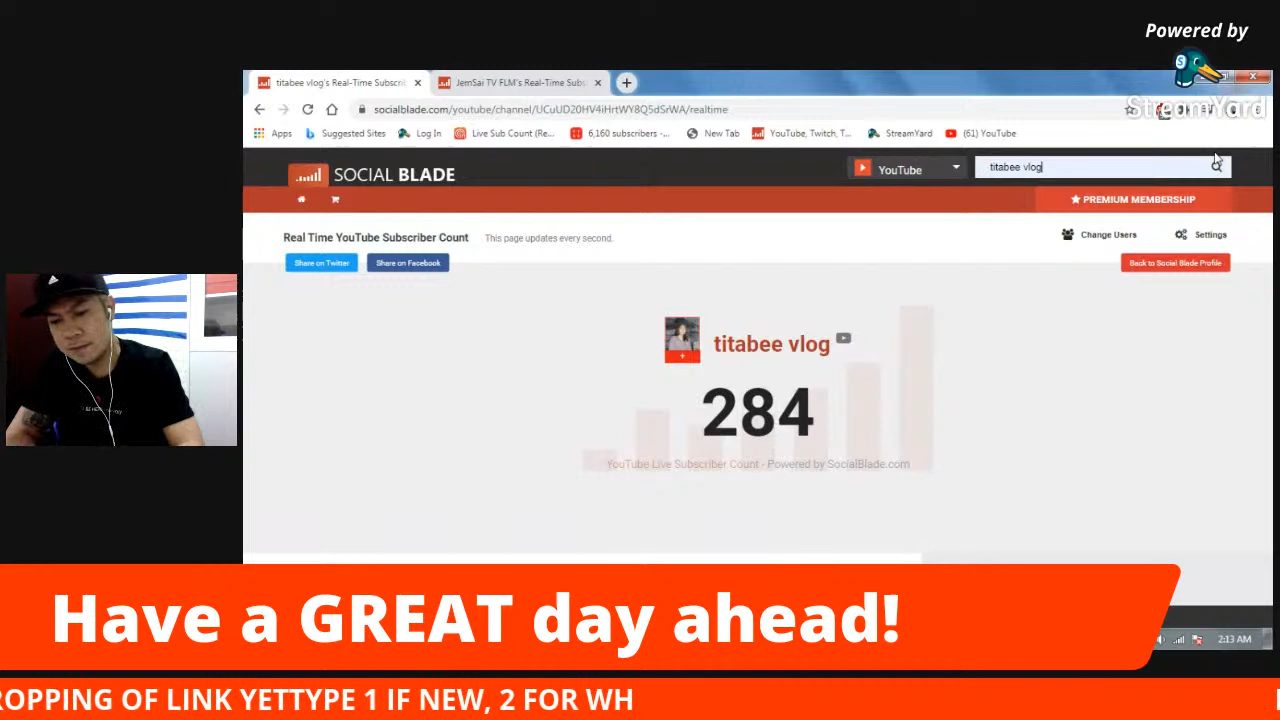 Powered by
StreamYard
titabee vlog's Real-Time Subscri
JemSai TV FLM's Real-Time Subs
socialblade.com/youtube/channel/UCuUD20HV4iHrtWY8Q5dSrWA/realtime
Apps
Suggested Sites
Log In
Live Sub Count (Re...
6,160 subscribers -...
New Tab
YouTube, Twitch, T...
StreamYard
(61) YouTube
SOCIAL BLADE
YouTube
titabee vlog
PREMIUM MEMBERSHIP
Real Time YouTube Subscriber Count
This page updates every second.
Change Users
Settings
Share on Twitter
Share on Facebook
Back to Social Blade Profile
titabee vlog
284
YouTube Live Subscriber Count - Powered by SocialBlade.com
Have a GREAT day ahead!
2:13 AM
ROPPING OF LINK YETTYPE 1 IF NEW, 2 FOR WH